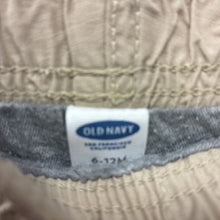 OLD NAVY
SAN FRANCISCO
CALIFORNIA
6-12M